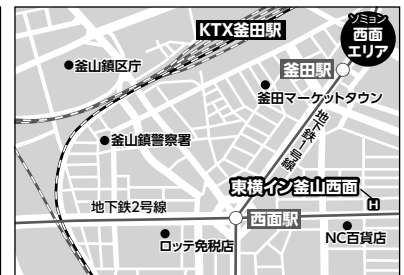 KTX釜田駅
ソミョン
西面
エリア
釜山鎮区庁
釜田駅
釜田マーケットタウン
地下鉄1号線
釜山鎮警察署
東横イン釜山西面
H
地下鉄2号線
西面駅
ロッテ免税店
NC百貨店